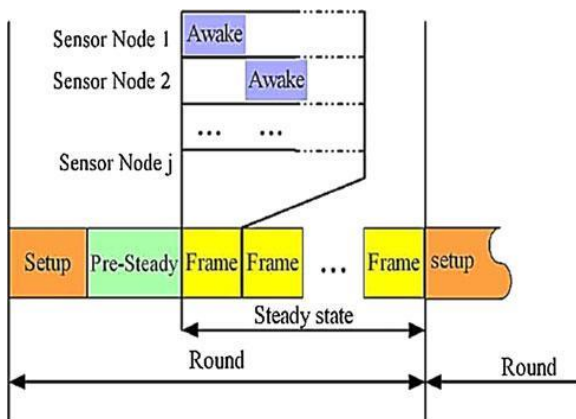 Sensor Node 1
Awake
Sensor Node 2
Awake
... ...
Sensor Node j
Setup
Pre-Steady
Frame
Frame
...
Frame
setup
Steady state
Round
Round